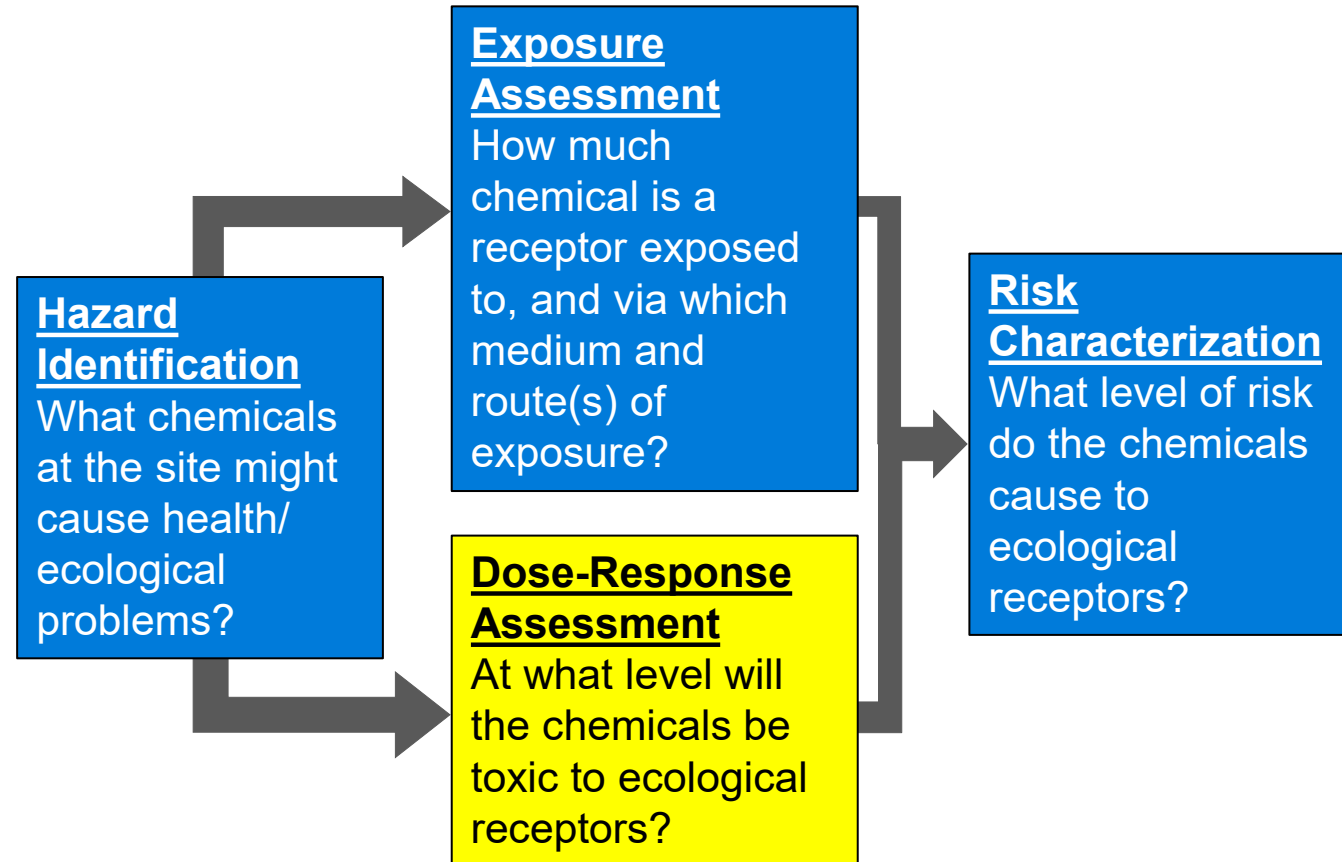 Exposure
Assessment
How much
chemical is a
receptor exposed
to, and via which
medium and
route(s) of
exposure?
Hazard
Identification
What chemicals
at the site might
cause health/
ecological
problems?
Dose-Response
Assessment
At what level will
the chemicals be
toxic to ecological
receptors?
Risk
Characterization
What level of risk
do the chemicals
cause to
ecological
receptors?